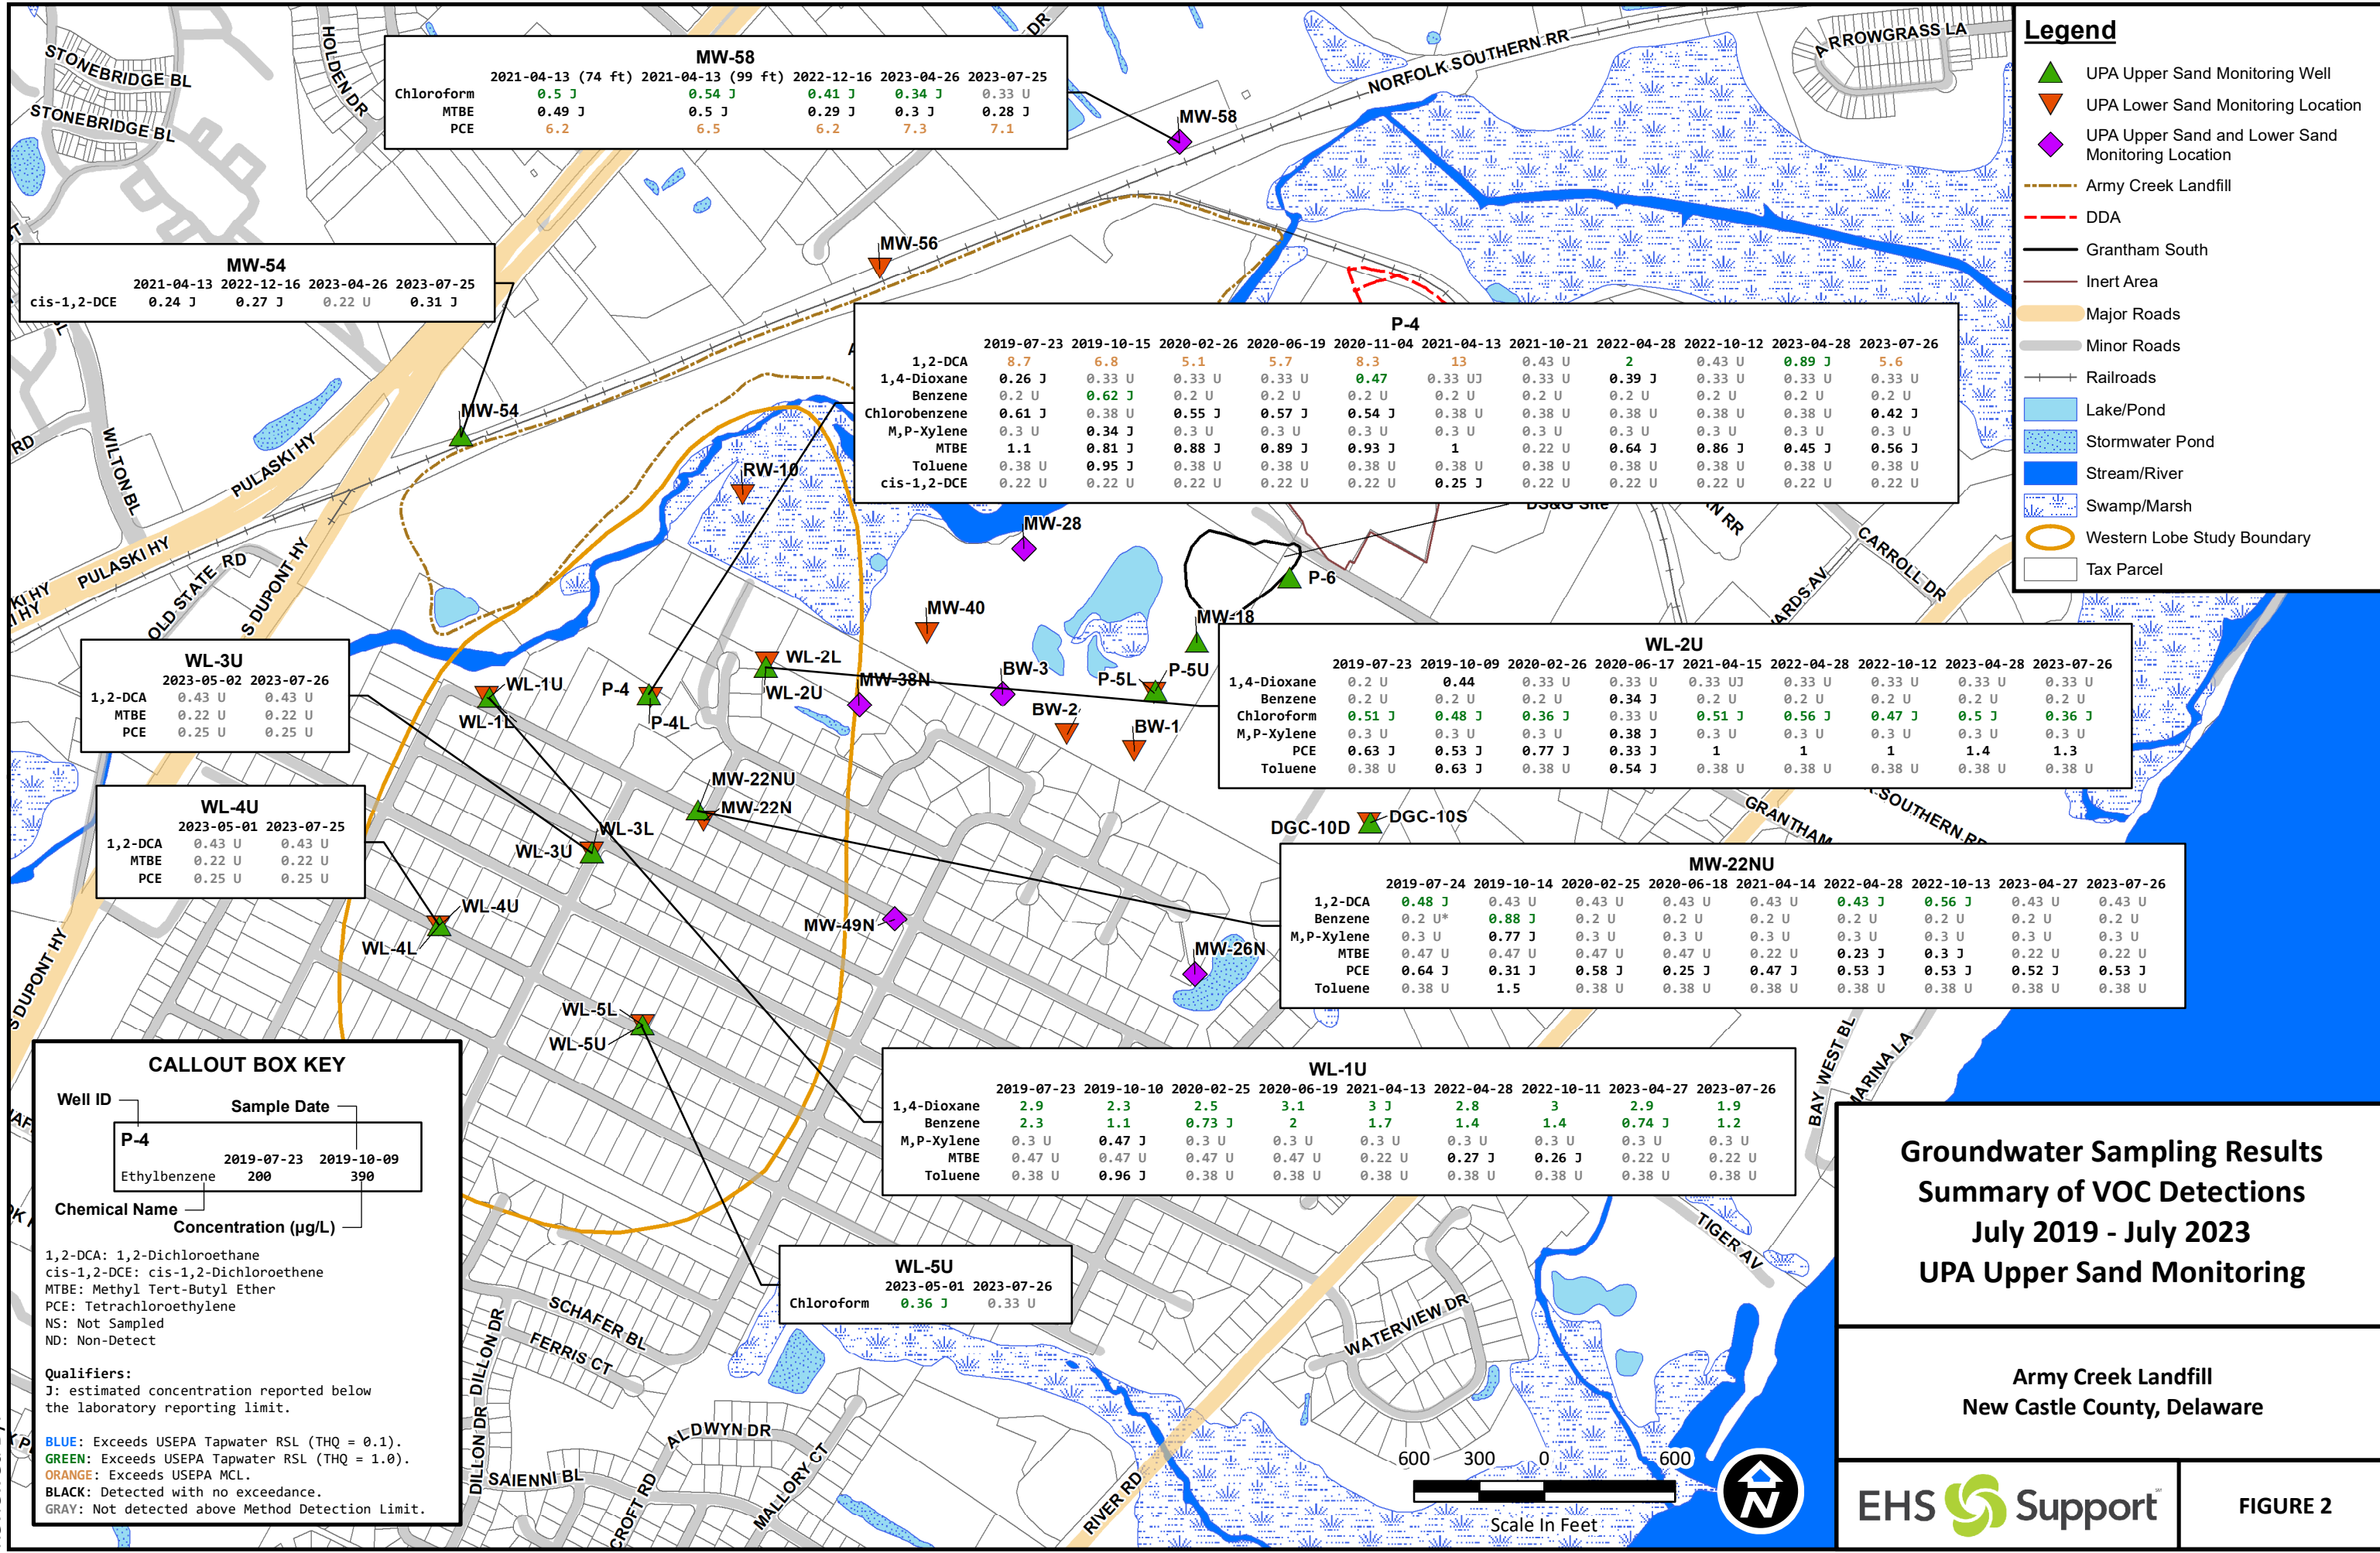 MW-58
2021-04-13 (74 ft) 2021-04-13 (99 ft) 2022-12-16 2023-04-26 2023-07-25
Chloroform 0.5 J 0.54 J 0.41 J 0.34 J 0.33 U
MTBE 0.49 J 0.5 J 0.29 J 0.3 J 0.28 J
PCE 6.2 6.5 6.2 7.3 7.1
MW-54
2021-04-13 2022-12-16 2023-04-26 2023-07-25
cis-1,2-DCE 0.24 J 0.27 J 0.22 U 0.31 J
P-4
2019-07-23 2019-10-15 2020-02-26 2020-06-19 2020-11-04 2021-04-13 2021-10-21 2022-04-28 2022-10-12 2023-04-28 2023-07-26
1,2-DCA 8.7 6.8 5.1 5.7 8.3 13 0.43 U 2 0.43 U 0.89 J 5.6
1,4-Dioxane 0.26 J 0.33 U 0.33 U 0.33 U 0.47 0.33 UJ 0.33 U 0.39 J 0.33 U 0.33 U 0.33 U
Benzene 0.2 U 0.62 J 0.2 U 0.2 U 0.2 U 0.2 U 0.2 U 0.2 U 0.2 U 0.2 U 0.2 U
Chlorobenzene 0.61 J 0.38 U 0.55 J 0.57 J 0.54 J 0.38 U 0.38 U 0.38 U 0.38 U 0.38 U 0.42 J
M,P-Xylene 0.3 U 0.34 J 0.3 U 0.3 U 0.3 U 0.3 U 0.3 U 0.3 U 0.3 U 0.3 U 0.3 U
MTBE 1.1 0.81 J 0.88 J 0.89 J 0.93 J 1 0.22 U 0.64 J 0.86 J 0.45 J 0.56 J
Toluene 0.38 U 0.95 J 0.38 U 0.38 U 0.38 U 0.38 U 0.38 U 0.38 U 0.38 U 0.38 U 0.38 U
cis-1,2-DCE 0.22 U 0.22 U 0.22 U 0.22 U 0.22 U 0.25 J 0.22 U 0.22 U 0.22 U 0.22 U 0.22 U
WL-3U
2023-05-02 2023-07-26
1,2-DCA 0.43 U 0.43 U
MTBE 0.22 U 0.22 U
PCE 0.25 U 0.25 U
WL-4U
2023-05-01 2023-07-25
1,2-DCA 0.43 U 0.43 U
MTBE 0.22 U 0.22 U
PCE 0.25 U 0.25 U
WL-2U
2019-07-23 2019-10-09 2020-02-26 2020-06-17 2021-04-15 2022-04-28 2022-10-12 2023-04-28 2023-07-26
1,4-Dioxane 0.2 U 0.44 0.33 U 0.33 U 0.33 UJ 0.33 U 0.33 U 0.33 U 0.33 U
Benzene 0.2 U 0.2 U 0.2 U 0.34 J 0.2 U 0.2 U 0.2 U 0.2 U 0.2 U
Chloroform 0.51 J 0.48 J 0.36 J 0.33 U 0.51 J 0.56 J 0.47 J 0.5 J 0.36 J
M,P-Xylene 0.3 U 0.3 U 0.3 U 0.38 J 0.3 U 0.3 U 0.3 U 0.3 U 0.3 U
PCE 0.63 J 0.53 J 0.77 J 0.33 J 1 1 1 1.4 1.3
Toluene 0.38 U 0.63 J 0.38 U 0.54 J 0.38 U 0.38 U 0.38 U 0.38 U 0.38 U
MW-22NU
2019-07-24 2019-10-14 2020-02-25 2020-06-18 2021-04-14 2022-04-28 2022-10-13 2023-04-27 2023-07-26
1,2-DCA 0.48 J 0.43 U 0.43 U 0.43 U 0.43 U 0.43 J 0.56 J 0.43 U 0.43 U
Benzene 0.2 U* 0.88 J 0.2 U 0.2 U 0.2 U 0.2 U 0.2 U 0.2 U 0.2 U
M,P-Xylene 0.3 U 0.77 J 0.3 U 0.3 U 0.3 U 0.3 U 0.3 U 0.3 U 0.3 U
MTBE 0.47 U 0.47 U 0.47 U 0.47 U 0.22 U 0.23 J 0.3 J 0.22 U 0.22 U
PCE 0.64 J 0.31 J 0.58 J 0.25 J 0.47 J 0.53 J 0.53 J 0.52 J 0.53 J
Toluene 0.38 U 1.5 0.38 U 0.38 U 0.38 U 0.38 U 0.38 U 0.38 U 0.38 U
WL-1U
2019-07-23 2019-10-10 2020-02-25 2020-06-19 2021-04-13 2022-04-28 2022-10-11 2023-04-27 2023-07-26
1,4-Dioxane 2.9 2.3 2.5 3.1 3 J 2.8 3 2.9 1.9
Benzene 2.3 1.1 0.73 J 2 1.7 1.4 1.4 0.74 J 1.2
M,P-Xylene 0.3 U 0.47 J 0.3 U 0.3 U 0.3 U 0.3 U 0.3 U 0.3 U 0.3 U
MTBE 0.47 U 0.47 U 0.47 U 0.47 U 0.22 U 0.27 J 0.26 J 0.22 U 0.22 U
Toluene 0.38 U 0.96 J 0.38 U 0.38 U 0.38 U 0.38 U 0.38 U 0.38 U 0.38 U
WL-5U
2023-05-01 2023-07-26
Chloroform 0.36 J 0.33 U
STONEBRIDGE BL
STONEBRIDGE BL
HOLDEN DR
DR
NORFOLK SOUTHERN RR
ARROWGRASS LA
MW-58
MW-56
MW-54
RD
WILTON BL
PULASKI HY
PULASKI HY
KI HY
HY
OLD STATE RD
S DUPONT HY
RW-10
MW-28
DS&G Site
RR
CARROLL DR
ARDS AV
P-6
MW-18
MW-40
WL-2L
WL-2U
MW-38N
BW-3
P-5L
P-5U
BW-2
BW-1
WL-1U
WL-1L
P-4
P-4L
MW-22NU
MW-22N
WL-3L
WL-3U
WL-4U
WL-4L
MW-49N
MW-26N
DGC-10D
DGC-10S
GRANTHAM
SOUTHERN RR
S DUPONT HY
WL-5L
WL-5U
BAY WEST BL
MARINA LA
TIGER AV
WATERVIEW DR
RIVER RD
SCHAFER BL
FERRIS CT
DILLON DR
DILLON DR
ALDWYN DR
SAIENNI BL
CROFT RD
MALLORY CT
Legend
UPA Upper Sand Monitoring Well
UPA Lower Sand Monitoring Location
UPA Upper Sand and Lower Sand
Monitoring Location
Army Creek Landfill
DDA
Grantham South
Inert Area
Major Roads
Minor Roads
Railroads
Lake/Pond
Stormwater Pond
Stream/River
Swamp/Marsh
Western Lobe Study Boundary
Tax Parcel
CALLOUT BOX KEY
Well ID
Sample Date
P-4
2019-07-23 2019-10-09
Ethylbenzene 200 390
Chemical Name
Concentration (µg/L)
1,2-DCA: 1,2-Dichloroethane
cis-1,2-DCE: cis-1,2-Dichloroethene
MTBE: Methyl Tert-Butyl Ether
PCE: Tetrachloroethylene
NS: Not Sampled
ND: Non-Detect
Qualifiers:
J: estimated concentration reported below
the laboratory reporting limit.
BLUE: Exceeds USEPA Tapwater RSL (THQ = 0.1).
GREEN: Exceeds USEPA Tapwater RSL (THQ = 1.0).
ORANGE: Exceeds USEPA MCL.
BLACK: Detected with no exceedance.
GRAY: Not detected above Method Detection Limit.
600 300 0 600
Scale In Feet
N
Groundwater Sampling Results
Summary of VOC Detections
July 2019 - July 2023
UPA Upper Sand Monitoring
Army Creek Landfill
New Castle County, Delaware
EHS Support
FIGURE 2